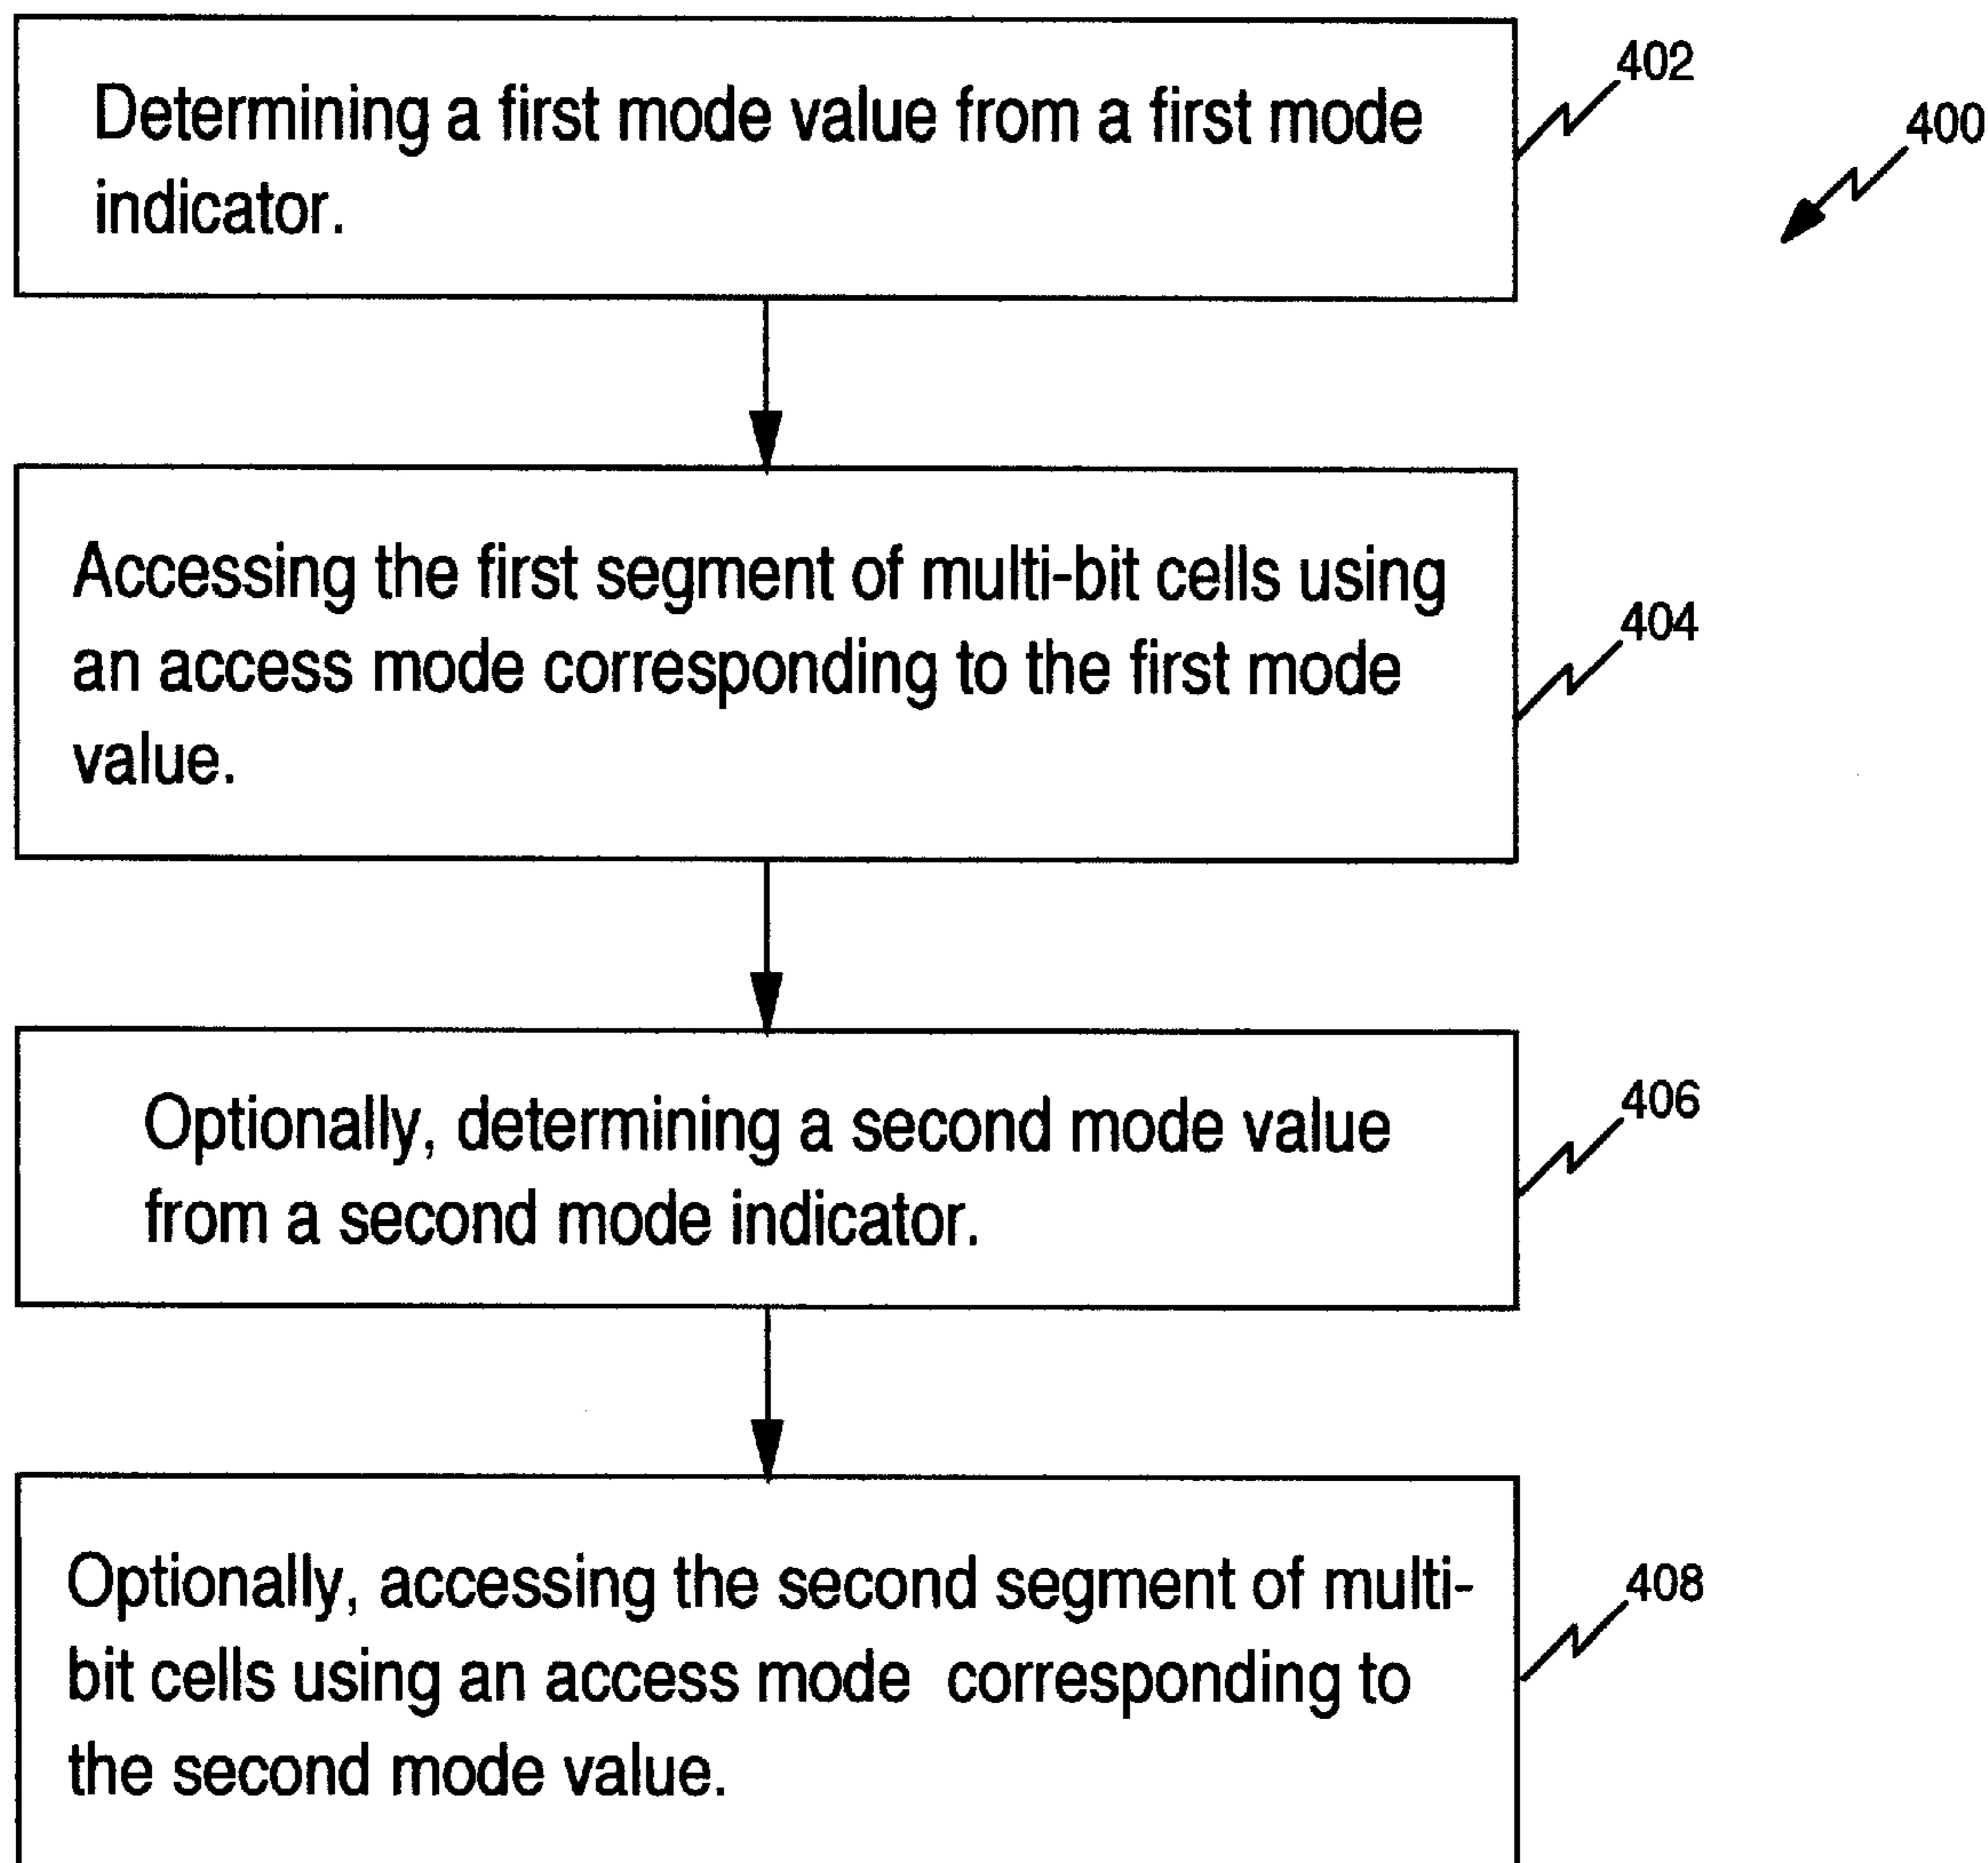 Determining a first mode value from a first mode
indicator.
402
400
Accessing the first segment of multi-bit cells using
an access mode corresponding to the first mode
value.
404
Optionally, determining a second mode value
from a second mode indicator.
406
Optionally, accessing the second segment of multi-
bit cells using an access mode corresponding to
the second mode value.
408